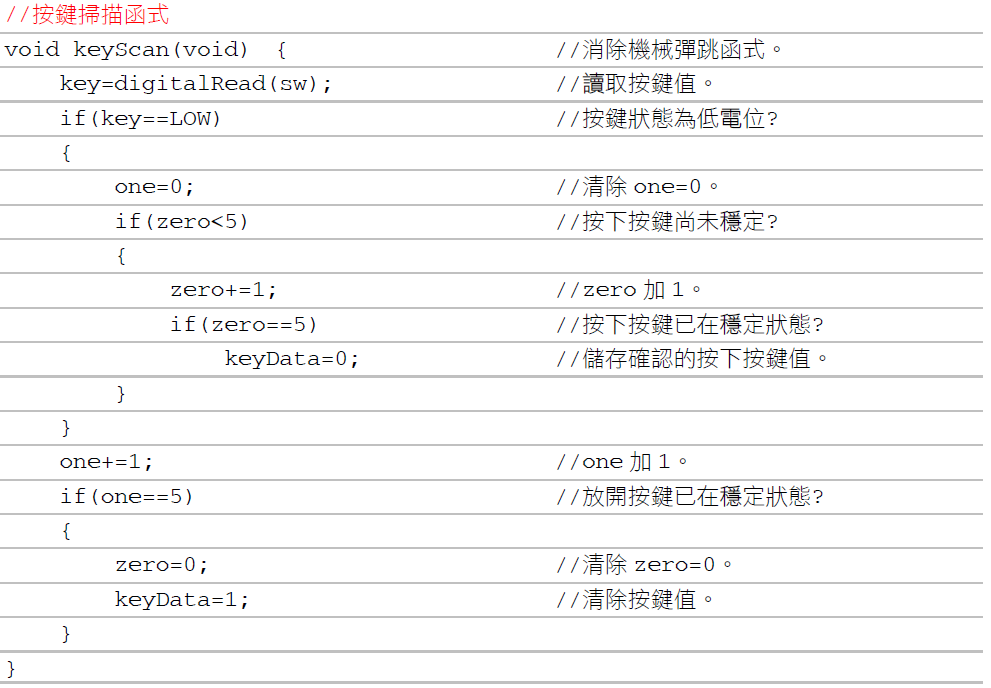 //按鍵掃描函式
void keyScan(void) { //消除機械彈跳函式。
key=digitalRead(sw); //讀取按鍵值。
if(key==LOW) //按鍵狀態為低電位?
{
one=0; //清除 one=0。
if(zero<5) //按下按鍵尚未穩定?
{
zero+=1; //zero 加 1。
if(zero==5) //按下按鍵已在穩定狀態?
keyData=0; //儲存確認的按下按鍵值。
}
}
one+=1; //one 加 1。
if(one==5) //放開按鍵已在穩定狀態?
{
zero=0; //清除 zero=0。
keyData=1; //清除按鍵值。
}
}